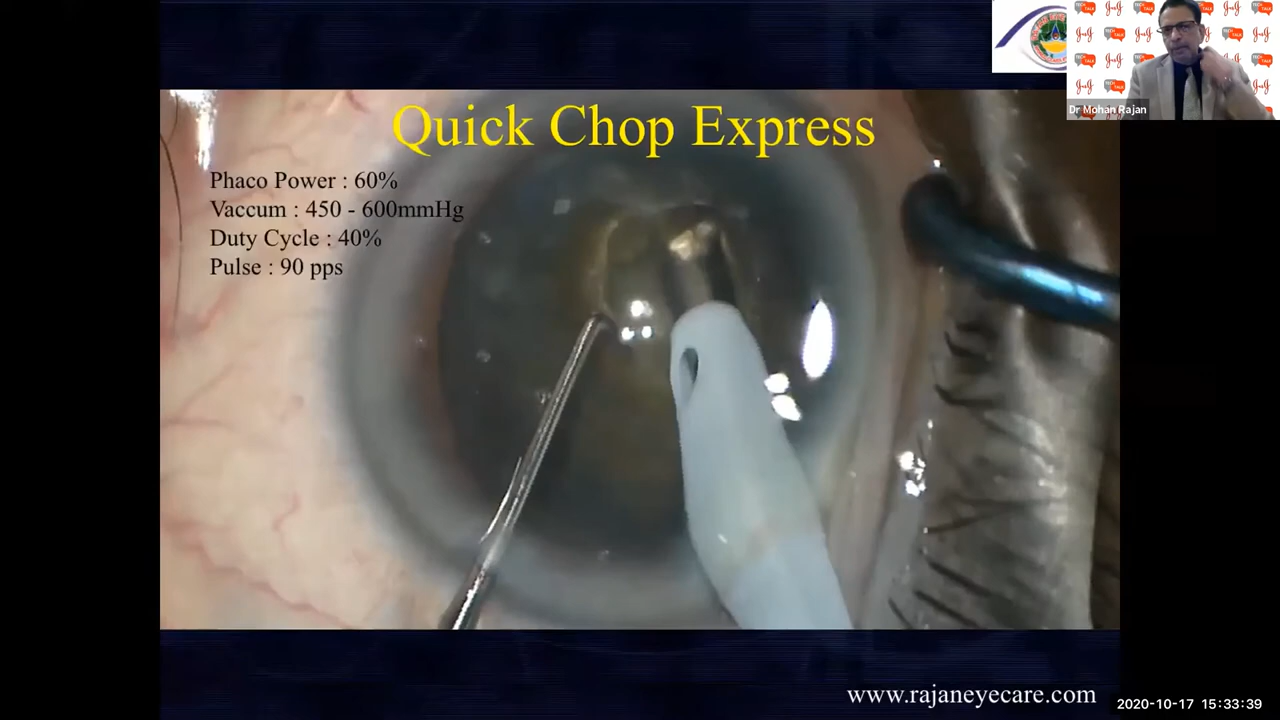 Quick Chop Express
Phaco Power : 60%
Vaccum : 450 - 600mmHg
Duty Cycle : 40%
Pulse : 90 pps
Dr Mohan Rajan
www.rajaneyecare.com
2020-10-17 15:33:39